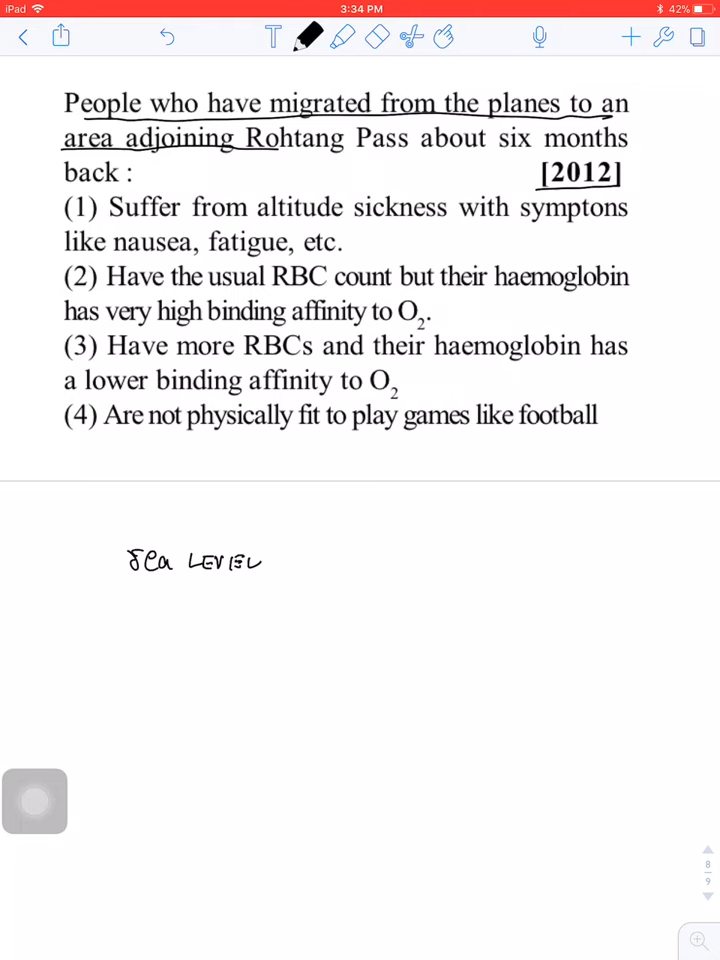 iPad 3:34 PM 42%
T
People who have migrated from the planes to an
area adjoining Rohtang Pass about six months
back : [2012]
(1) Suffer from altitude sickness with symptons
like nausea, fatigue, etc.
(2) Have the usual RBC count but their haemoglobin
has very high binding affinity to O₂.
(3) Have more RBCs and their haemoglobin has
a lower binding affinity to O₂
(4) Are not physically fit to play games like football
Sea LEVEL
8
9